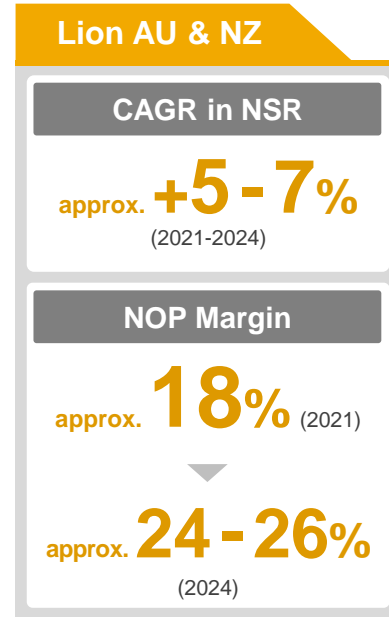 Lion AU & NZ
CAGR in NSR
approx. +5 - 7%
(2021-2024)
NOP Margin
approx. 18% (2021)
approx. 24 - 26%
(2024)